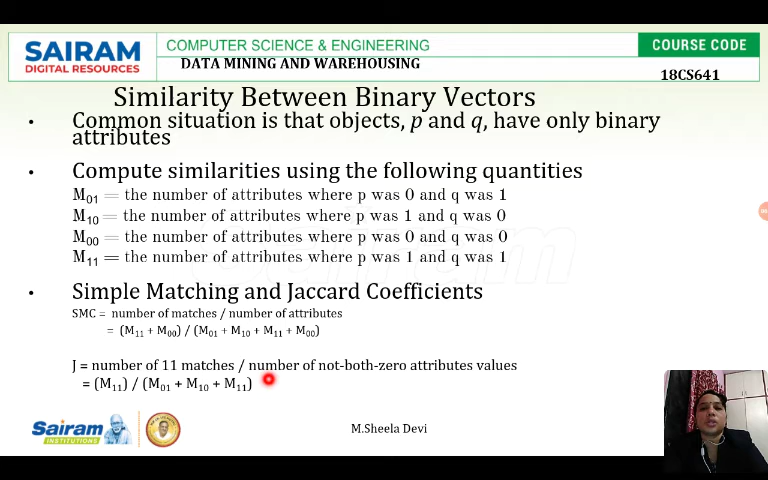 SAIRAM
DIGITAL RESOURCES
COMPUTER SCIENCE & ENGINEERING
COURSE CODE
DATA MINING AND WAREHOUSING
18CS641
Similarity Between Binary Vectors
• Common situation is that objects, p and q, have only binary
attributes
• Compute similarities using the following quantities
M01 = the number of attributes where p was 0 and q was 1
M10 = the number of attributes where p was 1 and q was 0
M00 = the number of attributes where p was 0 and q was 0
M11 = the number of attributes where p was 1 and q was 1
• Simple Matching and Jaccard Coefficients
SMC = number of matches / number of attributes
= (M11 + M00) / (M01 + M10 + M11 + M00)
J = number of 11 matches / number of not-both-zero attributes values
= (M11) / (M01 + M10 + M11)
Sairam
INSTITUTIONS
M.Sheela Devi